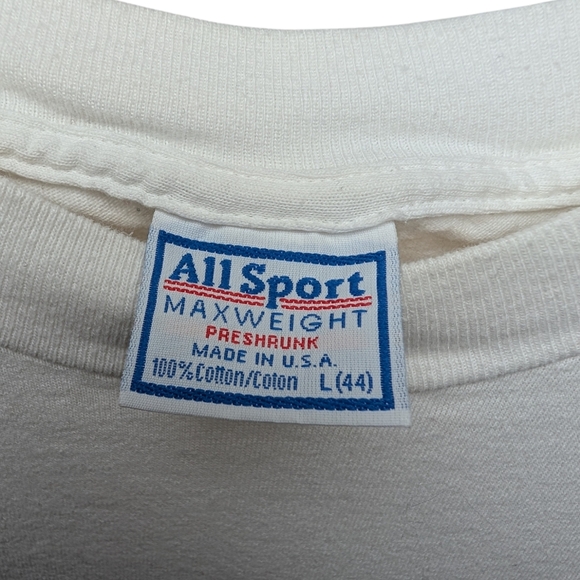 All Sport
MAXWEIGHT
PRESHRUNK
MADE IN U.S.A.
100% Cotton/Coton L (44)